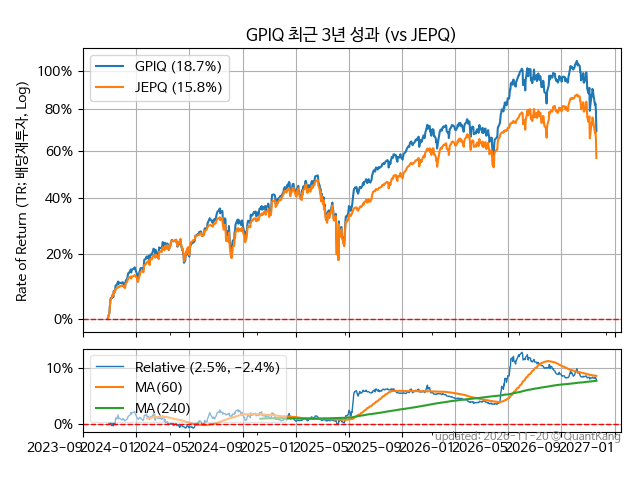 GPIQ 최근 3년 성과 (vs JEPQ)
Rate of Return (TR: 배당재투자, Log)
100%
80%
60%
40%
20%
0%
GPIQ (18.7%)
JEPQ (15.8%)
10%
0%
Relative (2.5%, −2.4%)
MA(60)
MA(240)
2023−09 2024−01 2024−05 2024−09 2025−01 2025−05 2025−09 2026−01 2026−05 2026−09 2027−01
updated: 2026−11−20 © QuantKang